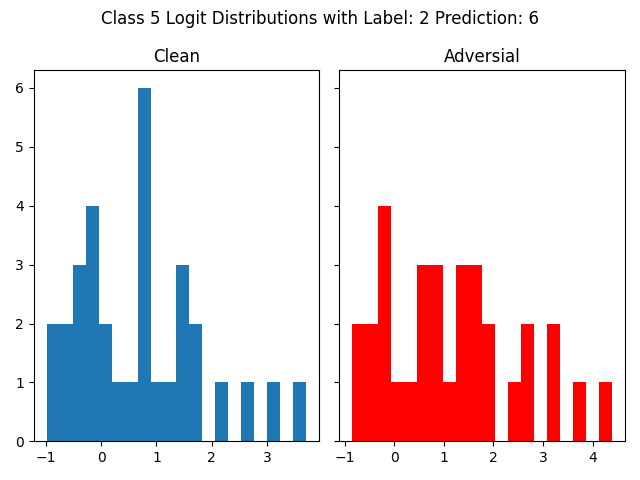 Class 5 Logit Distributions with Label: 2 Prediction: 6
Clean
Adversial
6
5
4
3
2
1
0
−1 0 1 2 3
−1 0 1 2 3 4